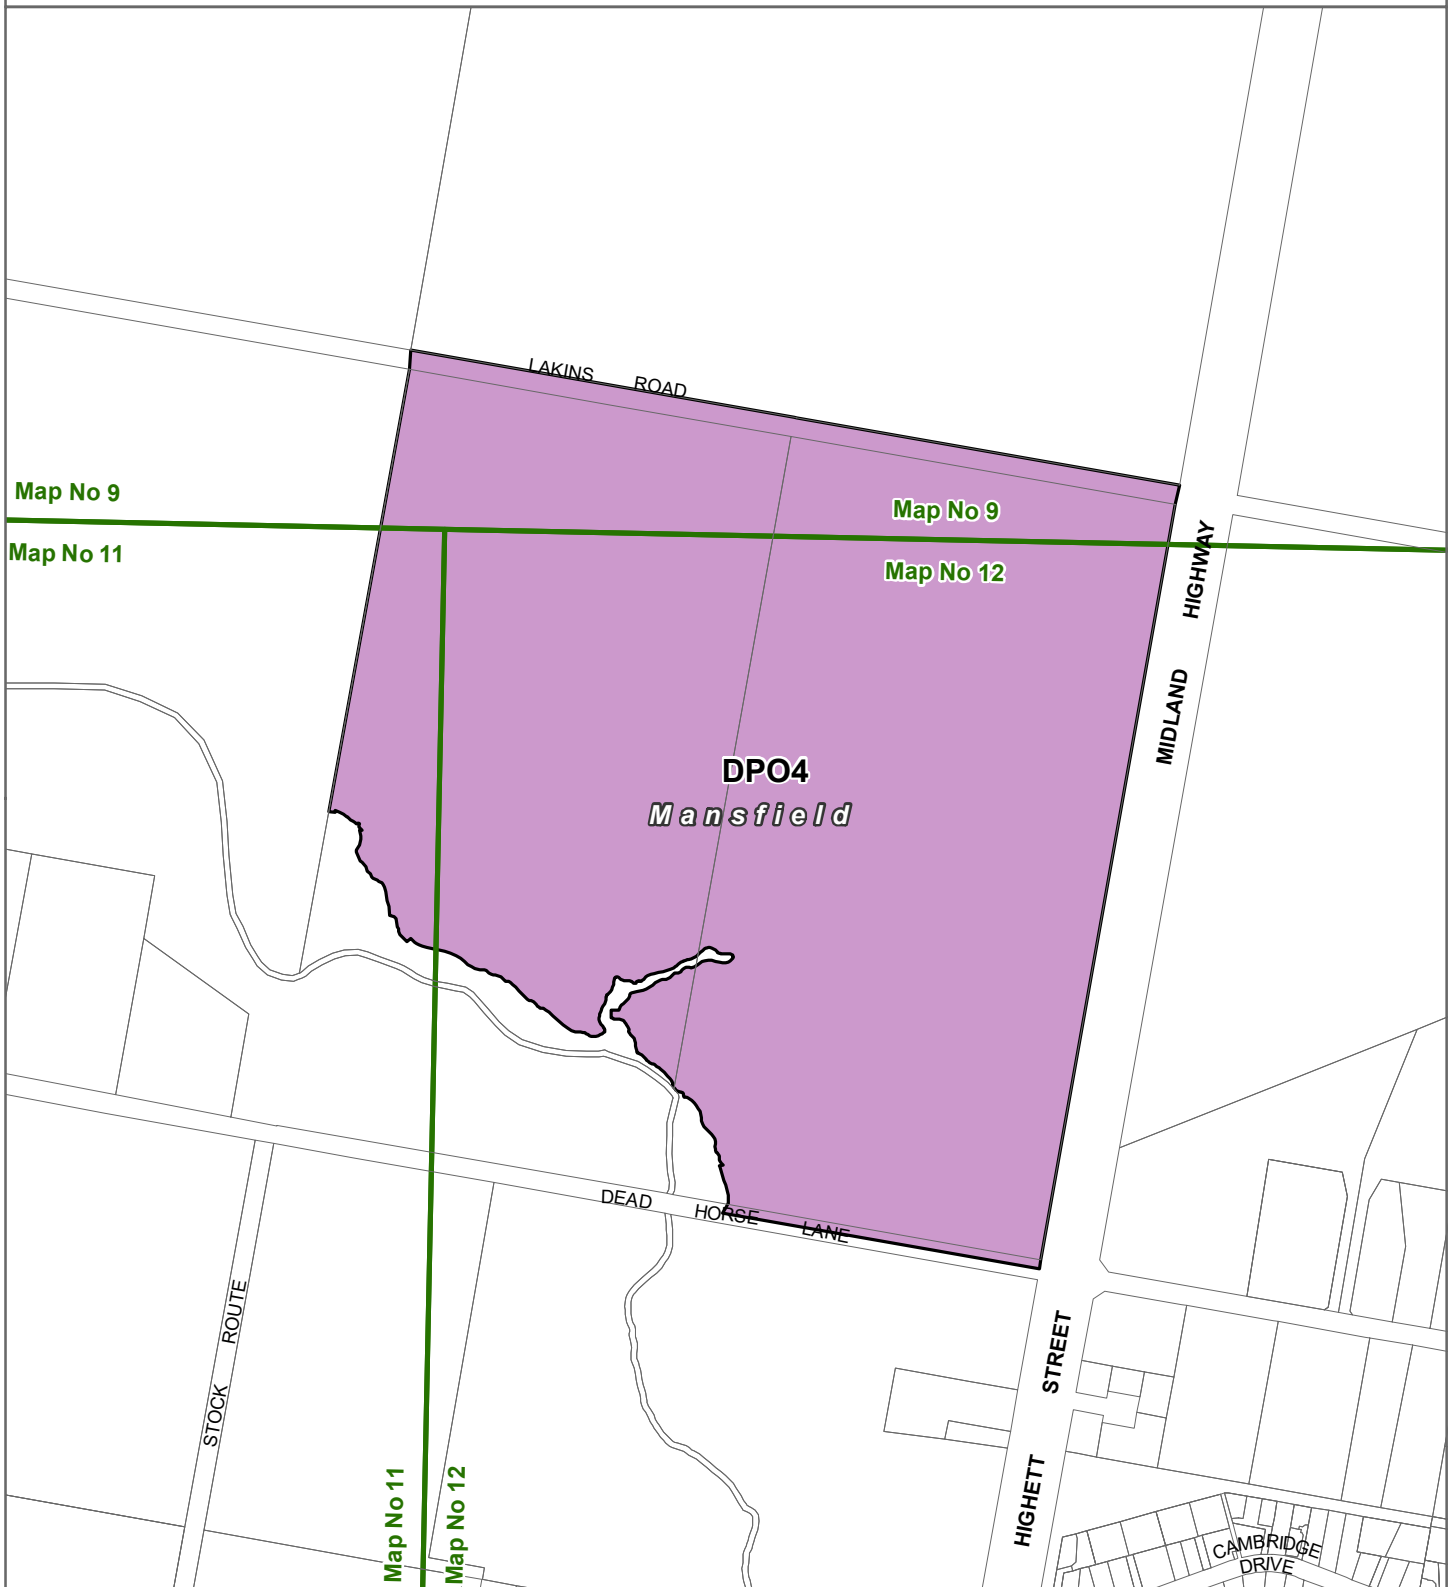 LAKINS ROAD
Map No 9
Map No 9
Map No 11
Map No 12
MIDLAND HIGHWAY
DPO4
Mansfield
DEAD HORSE LANE
STOCK ROUTE
HIGHETT STREET
Map No 11
Map No 12
CAMBRIDGE
DRIVE